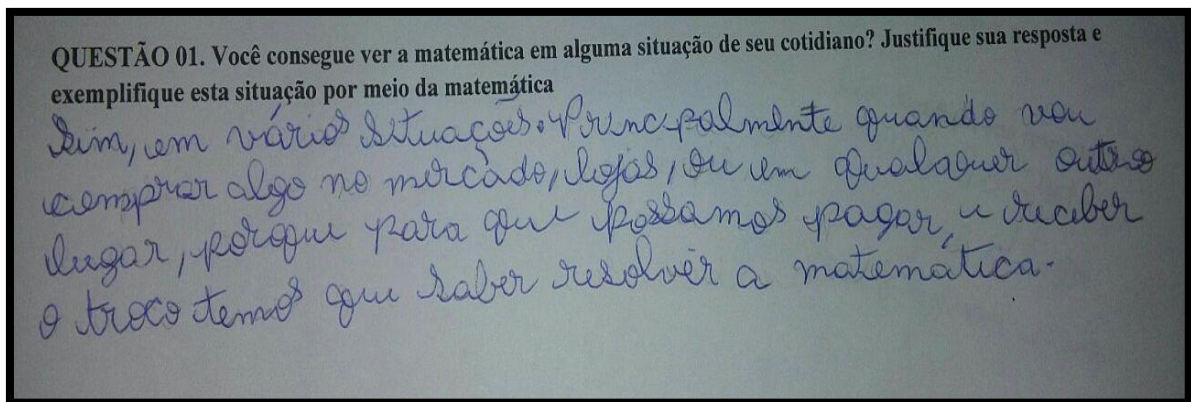 QUESTÃO 01. Você consegue ver a matemática em alguma situação de seu cotidiano? Justifique sua resposta e
exemplifique esta situação por meio da matemática
Sim, em vários situações. Principalmente quando vou
comprar algo no mercado, lojas, ou em qualquer outro
lugar, porque para que possamos pagar, e receber
o troco temos que saber resolver a matematica.